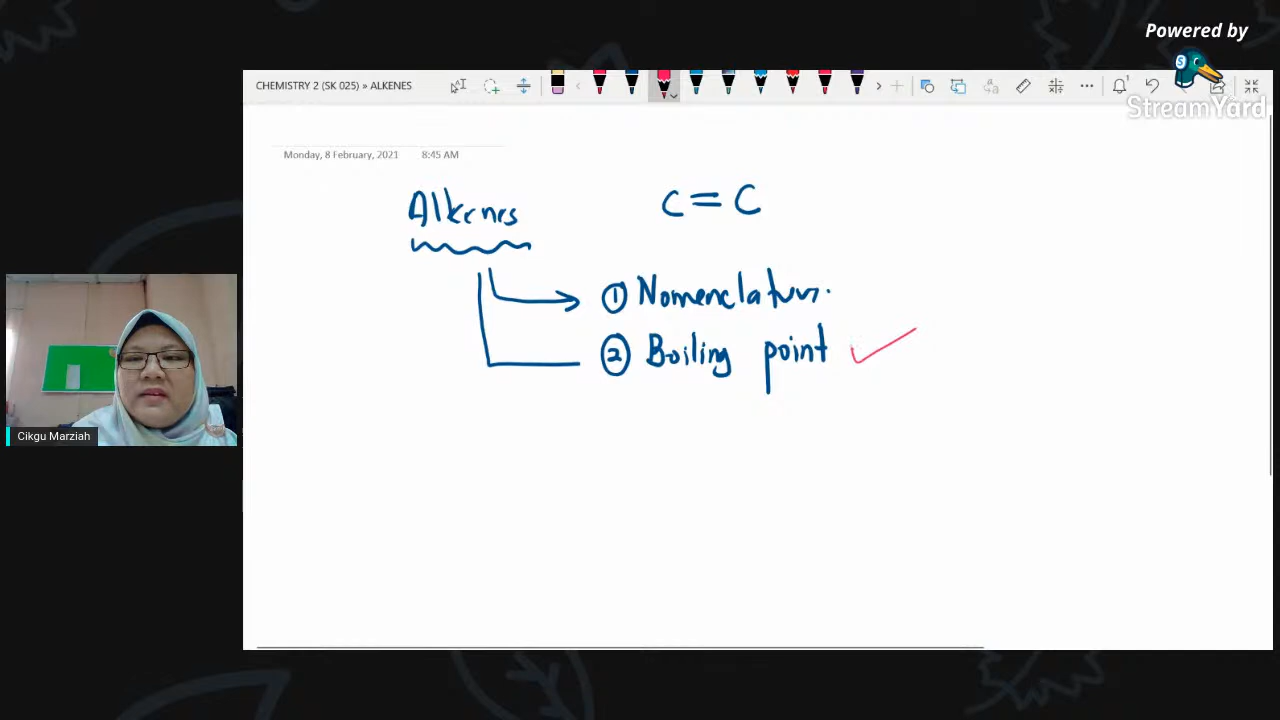 Powered by
StreamYard
CHEMISTRY 2 (SK 025) » ALKENES
Monday, 8 February, 2021 8:45 AM
Alkenes C = C
① Nomenclature.
② Boiling point ✓
Cikgu Marziah